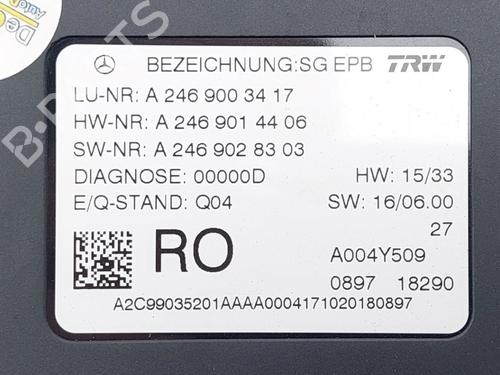 BEZEICHNUNG:SG EPB TRW
LU-NR: A 246 900 34 17
HW-NR: A 246 901 44 06
SW-NR: A 246 902 83 03
DIAGNOSE: 00000D HW: 15/33
E/Q-STAND: Q04 SW: 16/06.00
27
RO A004Y509
0897 18290
A2C99035201AAAA0004171020180897
B-PARTS